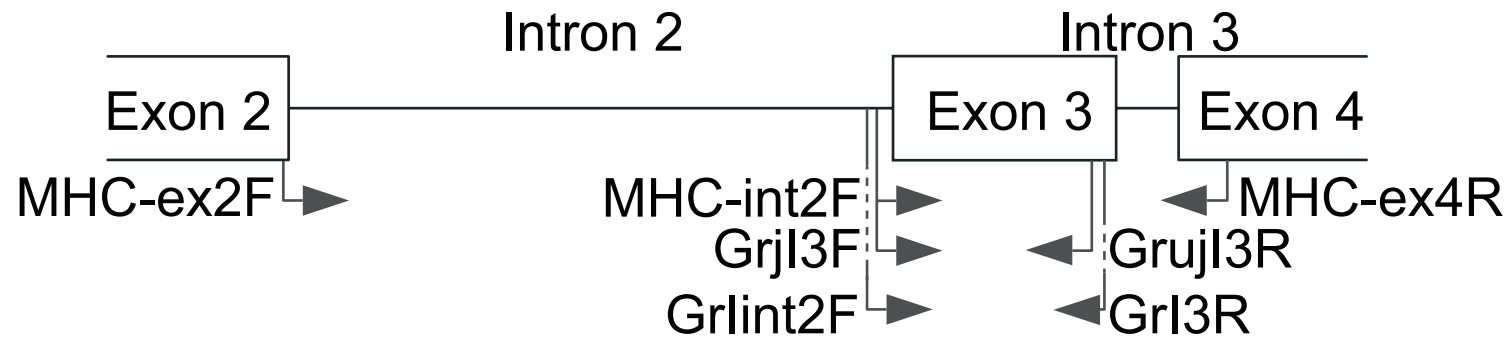 Intron 2
Intron 3
Exon 2
Exon 3
Exon 4
MHC-ex2F
MHC-int2F
MHC-ex4R
GrjI3F
GrujI3R
GrIint2F
GrI3R